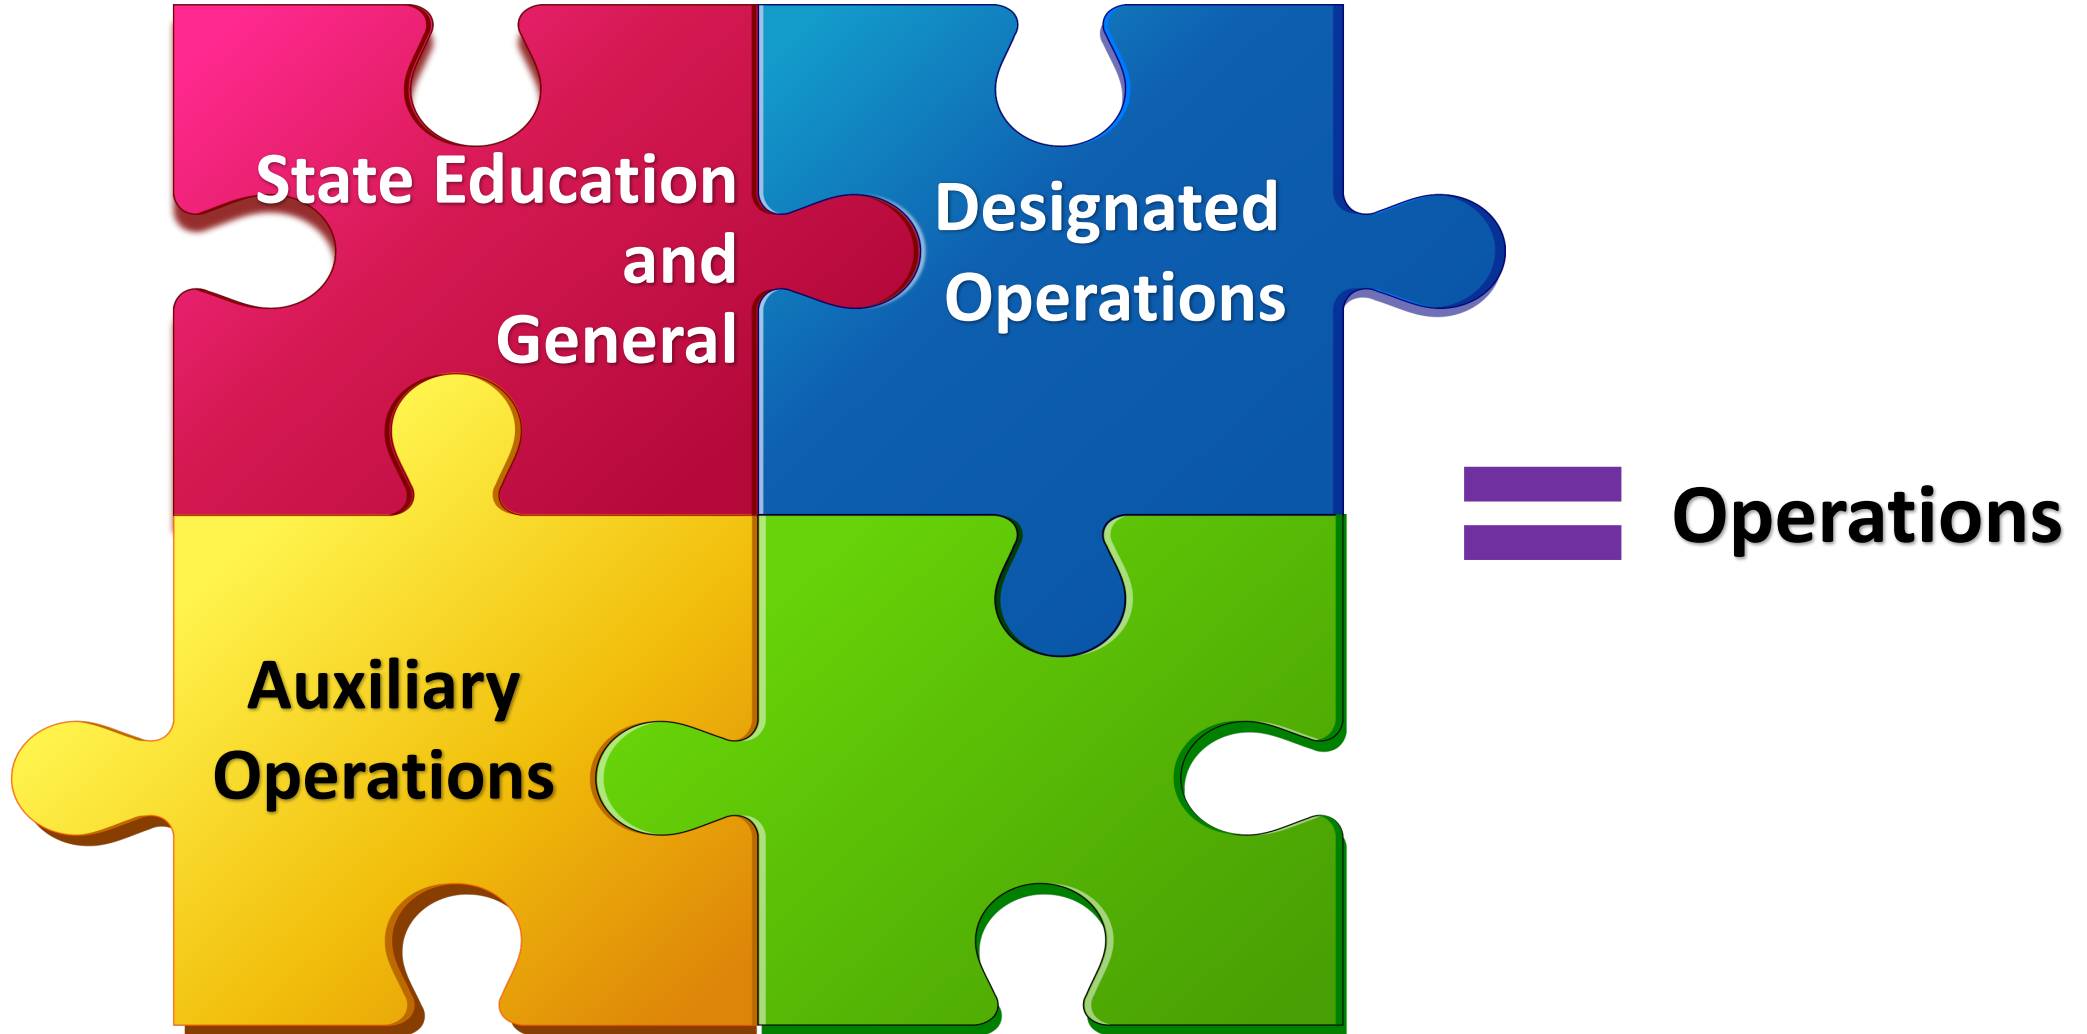 State Education
and
General
Designated
Operations
Auxiliary
Operations
Operations